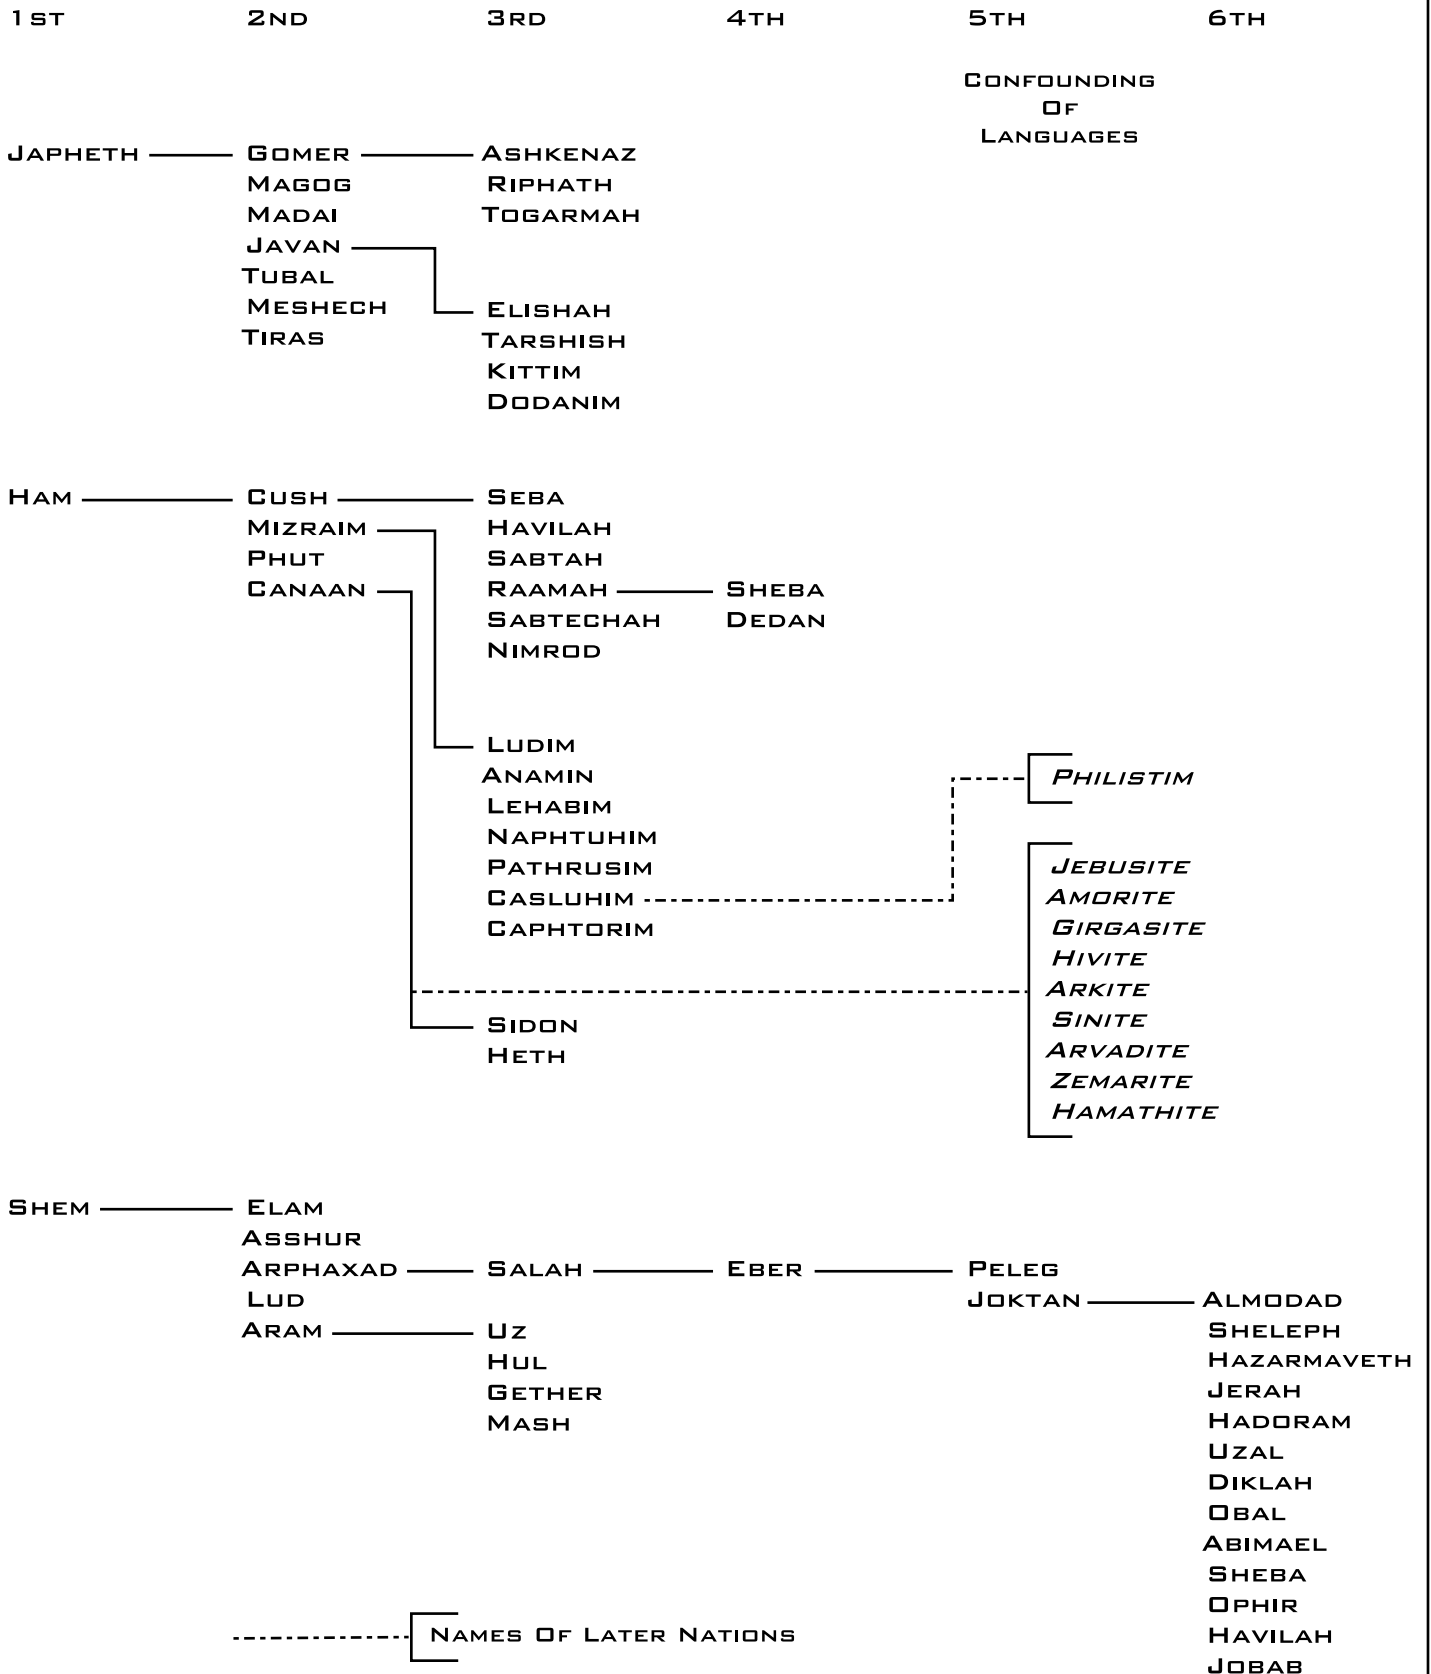 1ST 2ND 3RD 4TH 5TH 6TH
CONFOUNDING
OF
LANGUAGES
JAPHETH GOMER ASHKENAZ
MAGOG RIPHATH
MADAI TOGARMAH
JAVAN
TUBAL
MESHECH ELISHAH
TIRAS TARSHISH
KITTIM
DODANIM
HAM CUSH SEBA
MIZRAIM HAVILAH
PHUT SABTAH
CANAAN RAAMAH SHEBA
SABTECHAH DEDAN
NIMROD
LUDIM
ANAMIN PHILISTIM
LEHABIM
NAPHTUHIM
PATHRUSIM JEBUSITE
CASLUHIM AMORITE
CAPHTORIM GIRGASITE
HIVITE
ARKITE
SIDON SINITE
HETH ARVADITE
ZEMARITE
HAMATHITE
SHEM ELAM
ASSHUR
ARPHAXAD SALAH EBER PELEG
LUD JOKTAN ALMODAD
ARAM UZ SHELEPH
HUL HAZARMAVETH
GETHER JERAH
MASH HADORAM
UZAL
DIKLAH
OBAL
ABIMAEL
SHEBA
OPHIR
NAMES OF LATER NATIONS HAVILAH
JOBAB